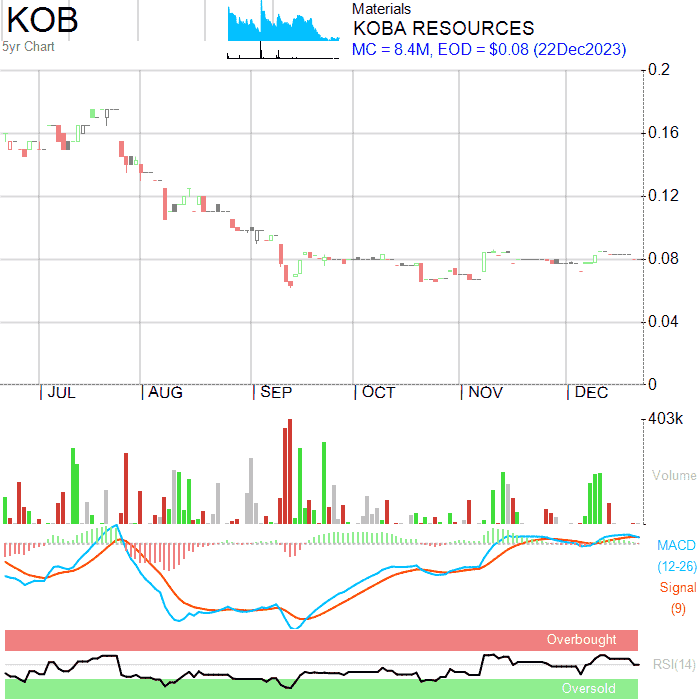 KOB
5yr Chart
Materials
KOBA RESOURCES
MC = 8.4M, EOD = $0.08 (22Dec2023)
0.2
0.16
0.12
0.08
0.04
0
JUL AUG SEP OCT NOV DEC
403k
Volume
MACD
(12-26)
Signal
(9)
Overbought
RSI(14)
Oversold